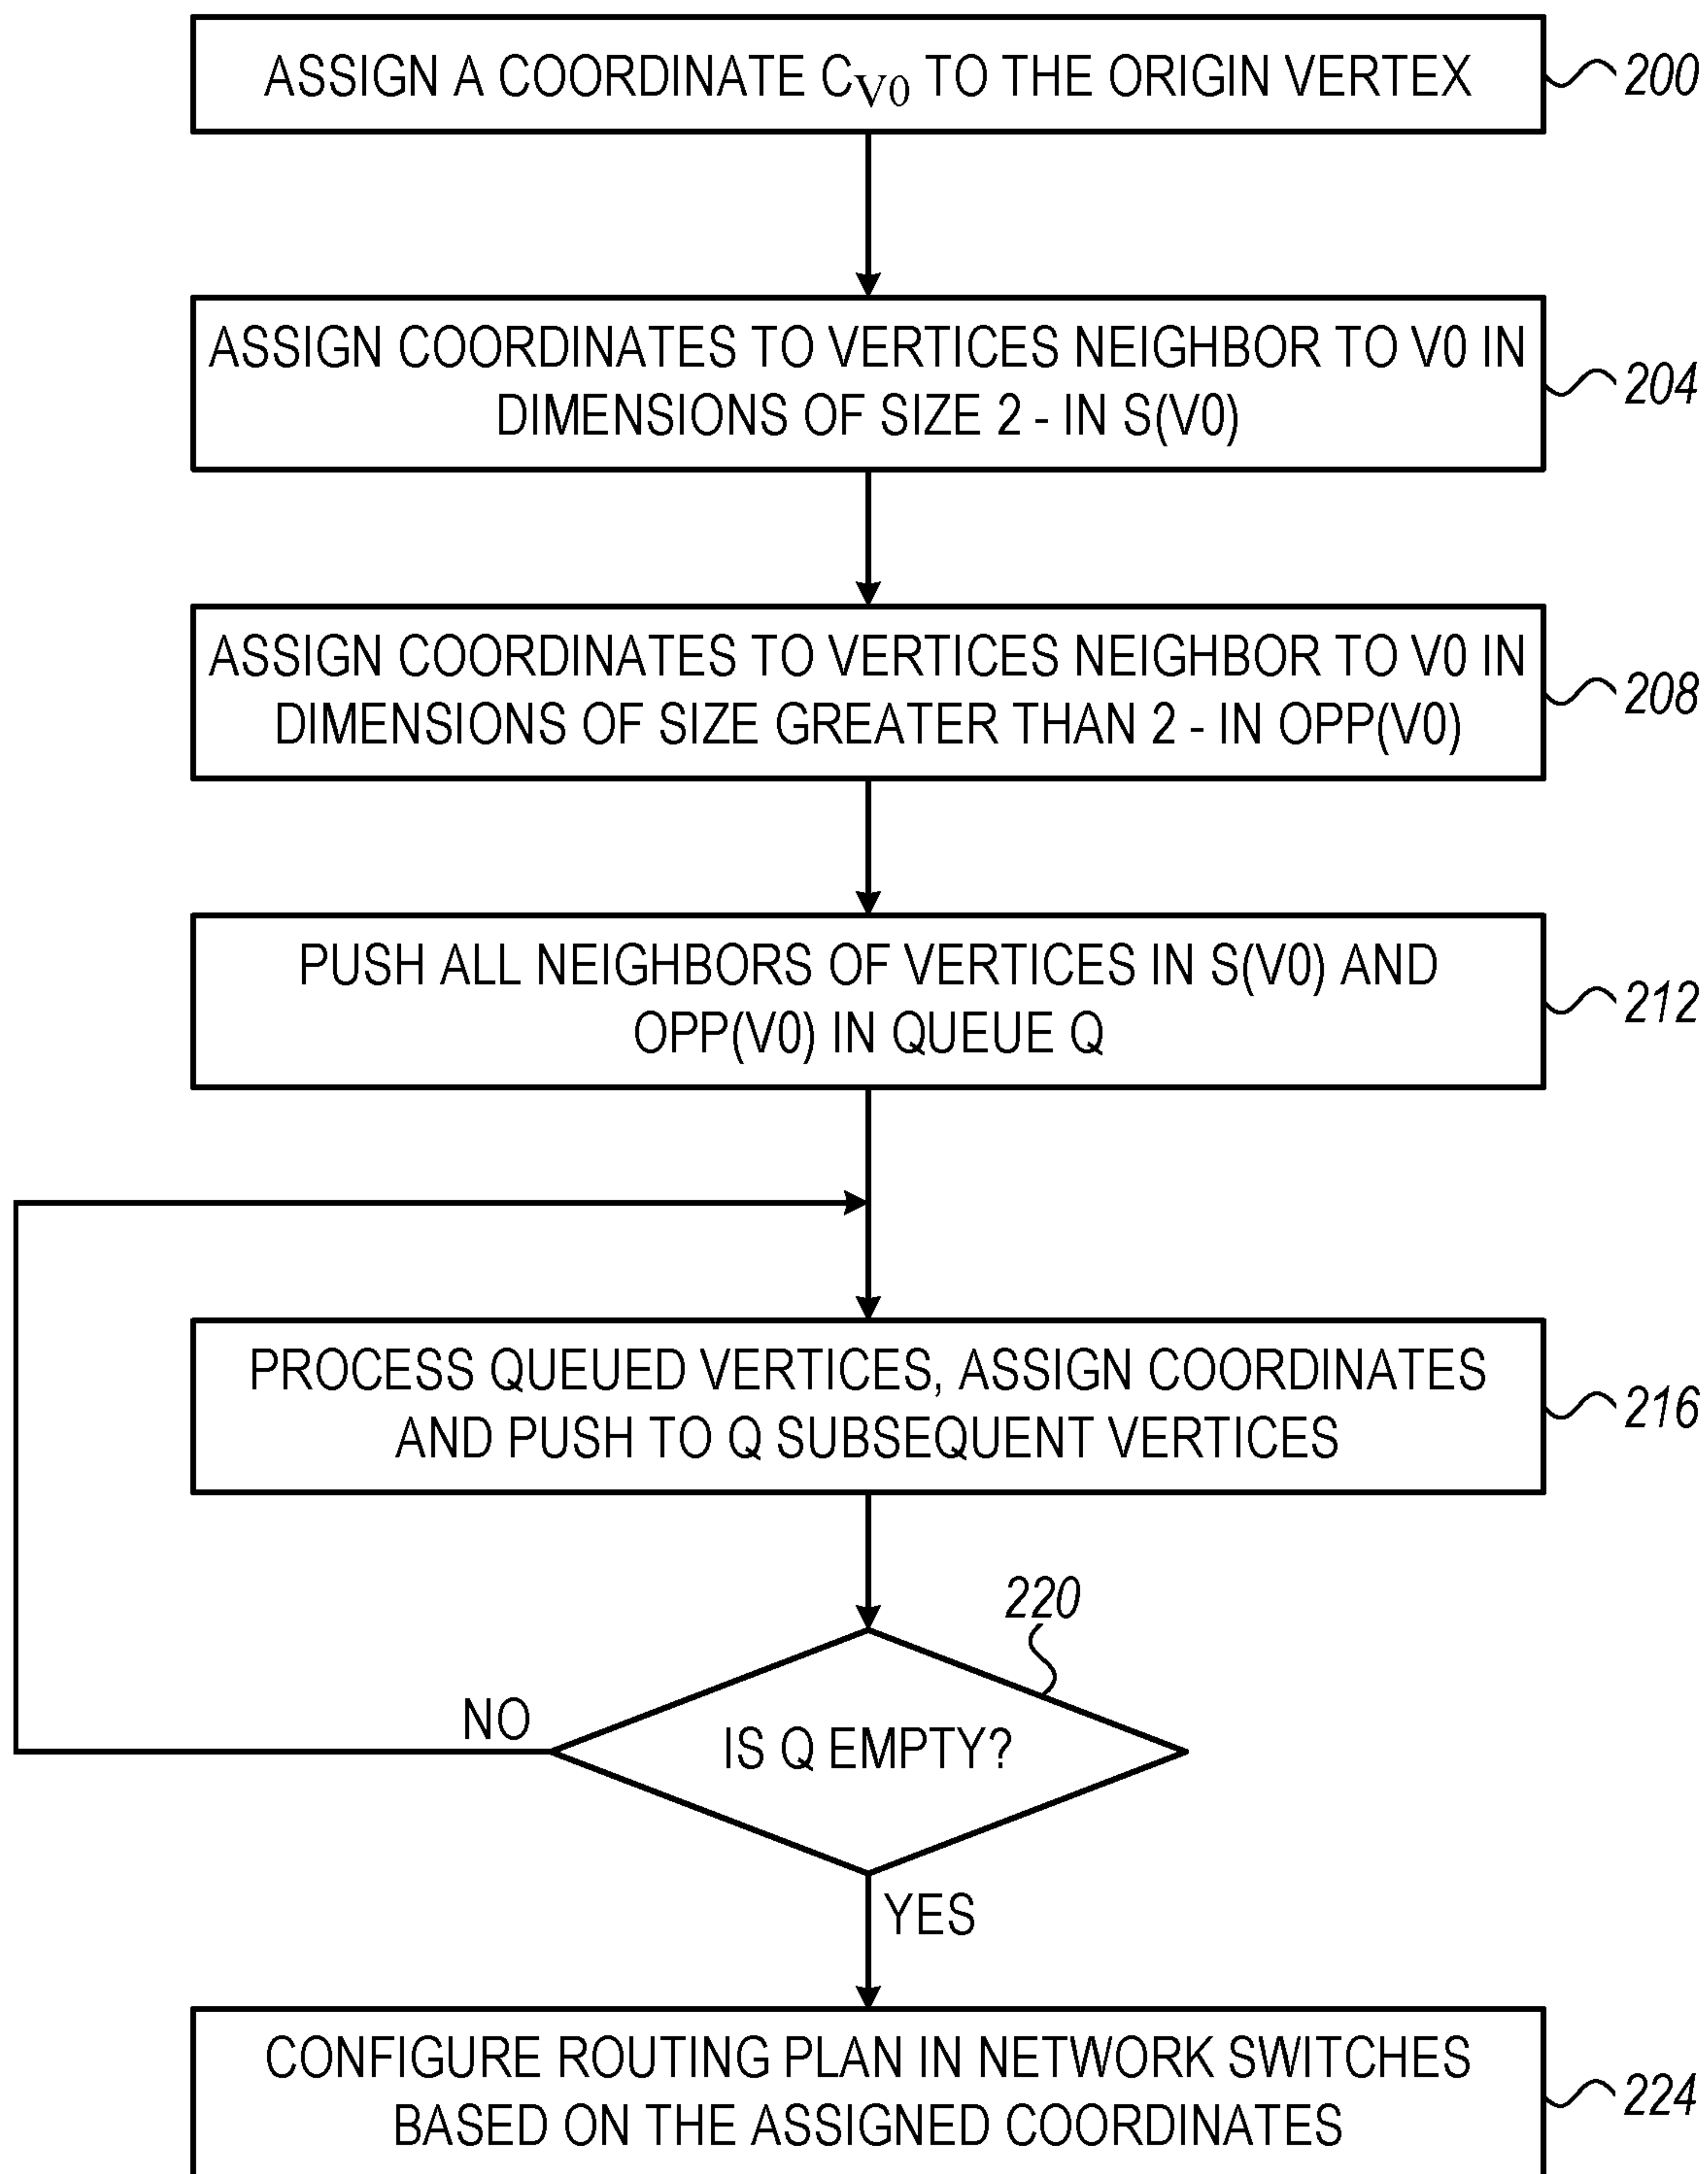 ASSIGN A COORDINATE CV0 TO THE ORIGIN VERTEX
200
ASSIGN COORDINATES TO VERTICES NEIGHBOR TO V0 IN
DIMENSIONS OF SIZE 2 - IN S(V0)
204
ASSIGN COORDINATES TO VERTICES NEIGHBOR TO V0 IN
DIMENSIONS OF SIZE GREATER THAN 2 - IN OPP(V0)
208
PUSH ALL NEIGHBORS OF VERTICES IN S(V0) AND
OPP(V0) IN QUEUE Q
212
PROCESS QUEUED VERTICES, ASSIGN COORDINATES
AND PUSH TO Q SUBSEQUENT VERTICES
216
220
NO
IS Q EMPTY?
YES
CONFIGURE ROUTING PLAN IN NETWORK SWITCHES
BASED ON THE ASSIGNED COORDINATES
224